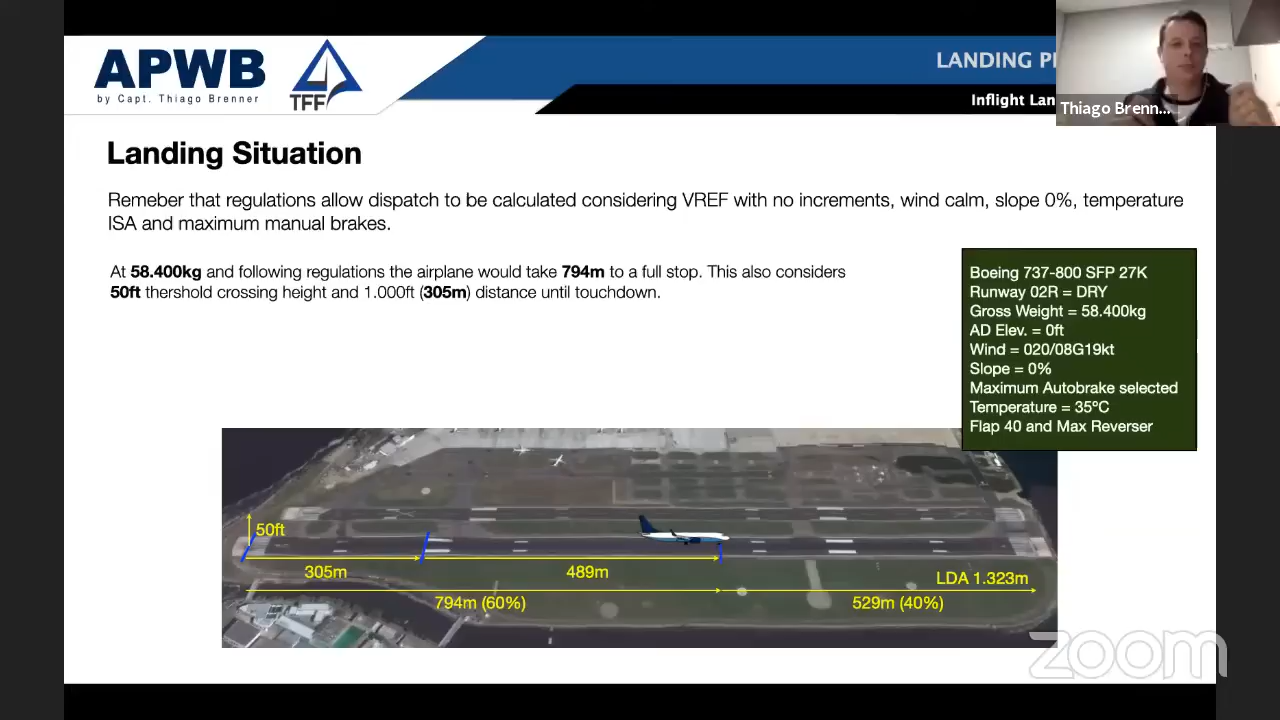 APWB
by Capt. Thiago Brenner
TFF
LANDING P
Inflight Lan
Thiago Brenn...
Landing Situation
Remeber that regulations allow dispatch to be calculated considering VREF with no increments, wind calm, slope 0%, temperature
ISA and maximum manual brakes.
At 58.400kg and following regulations the airplane would take 794m to a full stop. This also considers
50ft thershold crossing height and 1.000ft (305m) distance until touchdown.
Boeing 737-800 SFP 27K
Runway 02R = DRY
Gross Weight = 58.400kg
AD Elev. = 0ft
Wind = 020/08G19kt
Slope = 0%
Maximum Autobrake selected
Temperature = 35ºC
Flap 40 and Max Reverser
50ft
305m
489m
LDA 1.323m
794m (60%)
529m (40%)
zoom